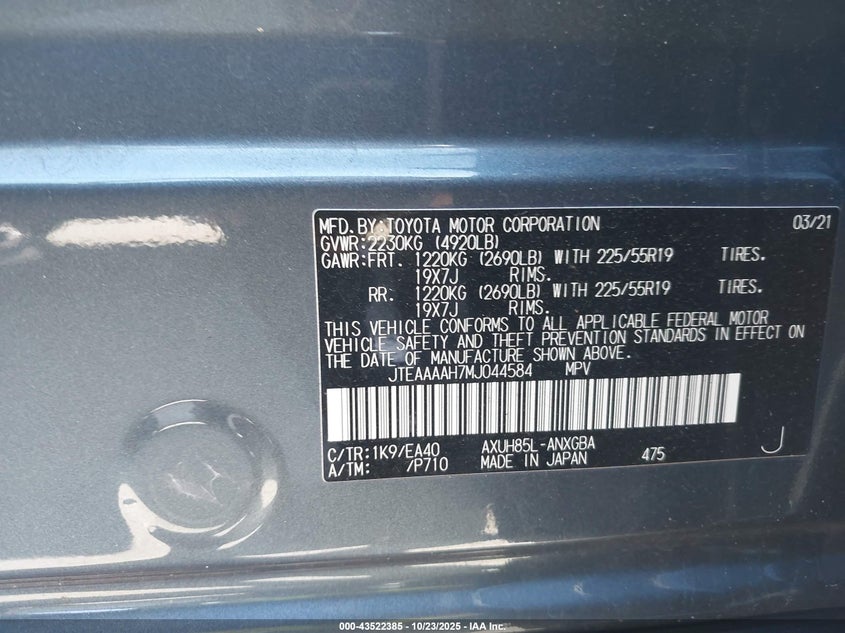 MFD.BY:TOYOTA MOTOR CORPORATION 03/21
GVWR:2230KG (4920LB)
GAWR:FRT. 1220KG (2690LB) WITH 225/55R19 TIRES.
19X7J RIMS.
RR. 1220KG (2690LB) WITH 225/55R19 TIRES.
19X7J RIMS.
THIS VEHICLE CONFORMS TO ALL APPLICABLE FEDERAL MOTOR
VEHICLE SAFETY AND THEFT PREVENTION STANDARDS IN EFFECT ON
THE DATE OF MANUFACTURE SHOWN ABOVE.
JTEAAAAH7MJ044584 MPV
C/TR:1K9/EA40 AXUH85L-ANXGBA
A/TM: /P710 MADE IN JAPAN 475 J
000-43522385 - 10/23/2025 - IAA Inc.